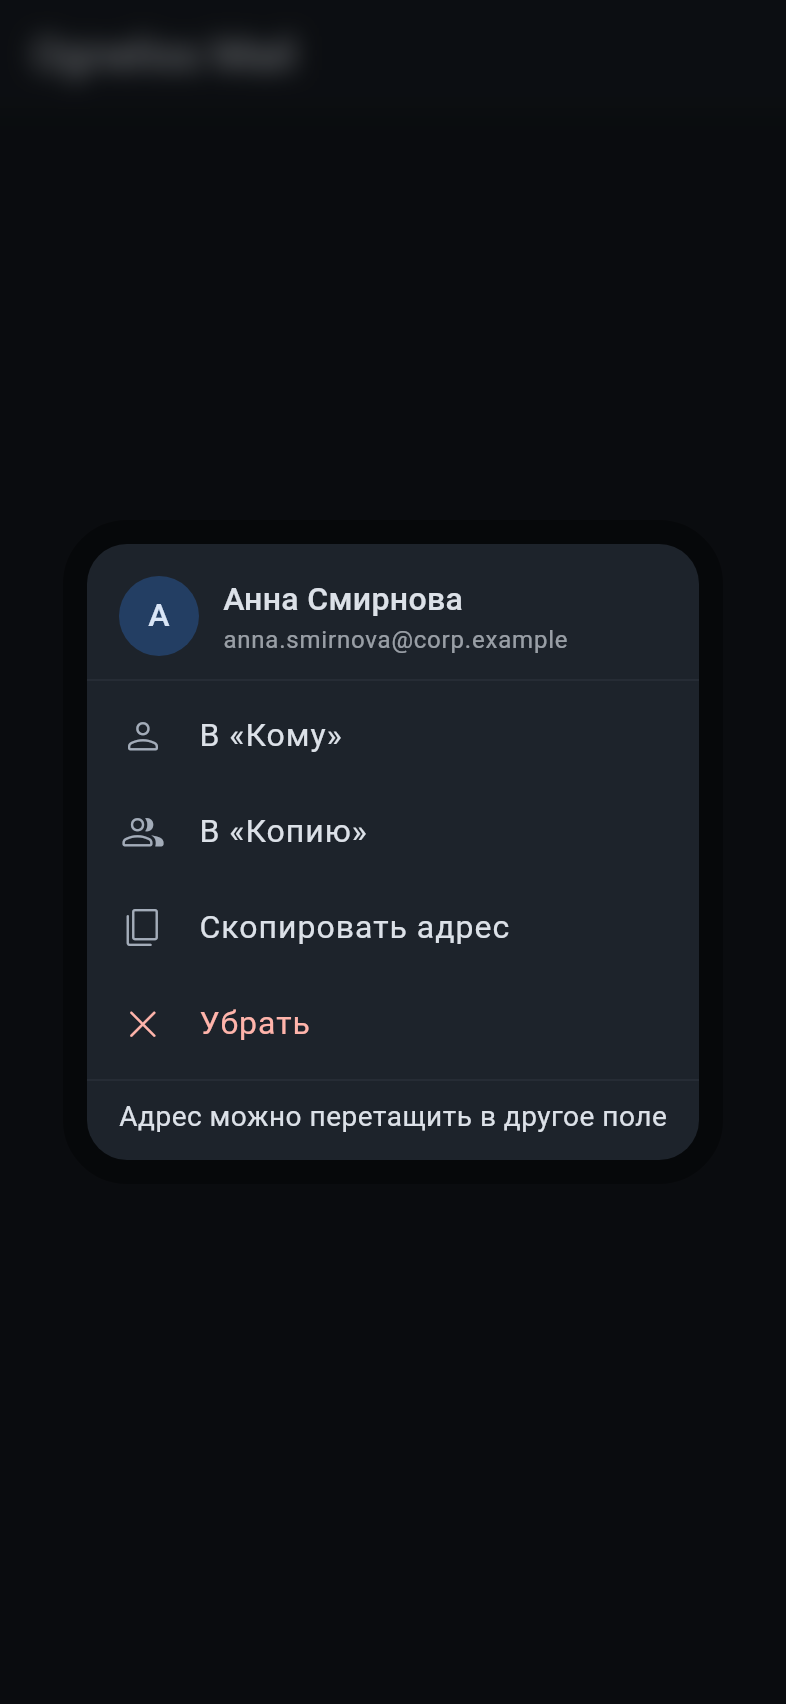 А
Анна Смирнова
anna.smirnova@corp.example
В «Кому»
В «Копию»
Скопировать адрес
Убрать
Адрес можно перетащить в другое поле